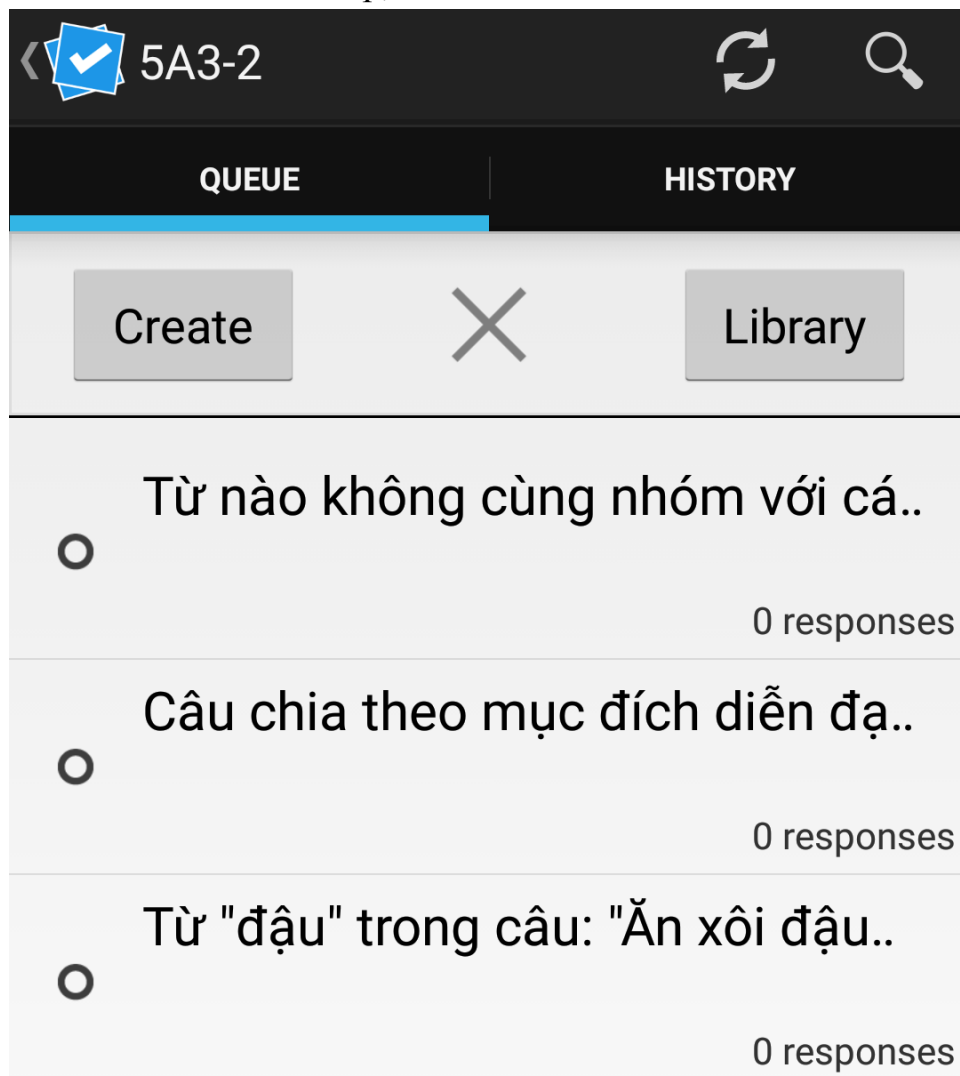 5A3-2
QUEUE
HISTORY
Create
Library
Từ nào không cùng nhóm với cá..
0 responses
Câu chia theo mục đích diễn đạ..
0 responses
Từ "đậu" trong câu: "Ăn xôi đậu..
0 responses